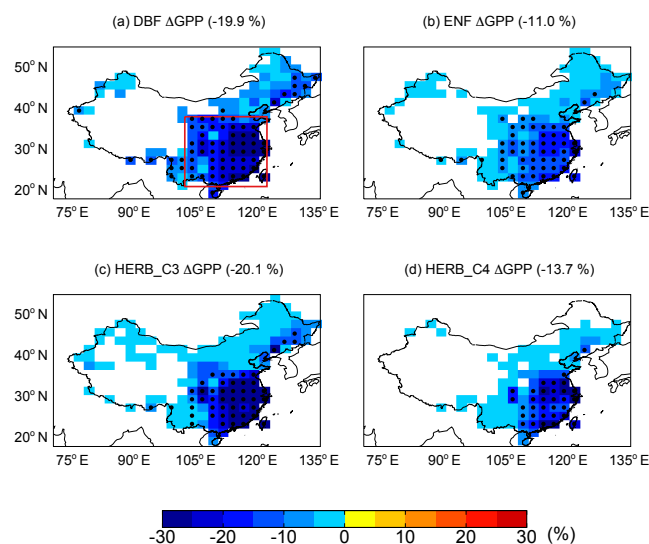 (a) DBF ΔGPP (-19.9 %) (b) ENF ΔGPP (-11.0 %)
50° N 50° N
40° N 40° N
30° N 30° N
20° N 20° N
75°E 90°E 105°E 120°E 135°E 75°E 90°E 105°E 120°E 135°E
(c) HERB_C3 ΔGPP (-20.1 %) (d) HERB_C4 ΔGPP (-13.7 %)
50° N 50° N
40° N 40° N
30° N 30° N
20° N 20° N
75°E 90°E 105°E 120°E 135°E 75°E 90°E 105°E 120°E 135°E
-30 -20 -10 0 10 20 30 (%)